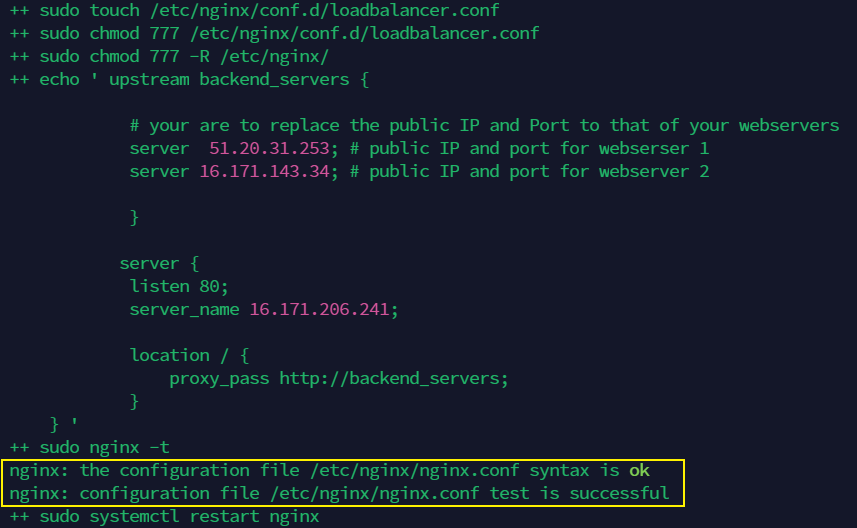 ++ sudo touch /etc/nginx/conf.d/loadbalancer.conf
++ sudo chmod 777 /etc/nginx/conf.d/loadbalancer.conf
++ sudo chmod 777 -R /etc/nginx/
++ echo ' upstream backend_servers {
# your are to replace the public IP and Port to that of your webservers
server  51.20.31.253; # public IP and port for webserser 1
server 16.171.143.34; # public IP and port for webserver 2
}
server {
listen 80;
server_name 16.171.206.241;
location / {
proxy_pass http://backend_servers;
}
} '
++ sudo nginx -t
nginx: the configuration file /etc/nginx/nginx.conf syntax is ok
nginx: configuration file /etc/nginx/nginx.conf test is successful
++ sudo systemctl restart nginx